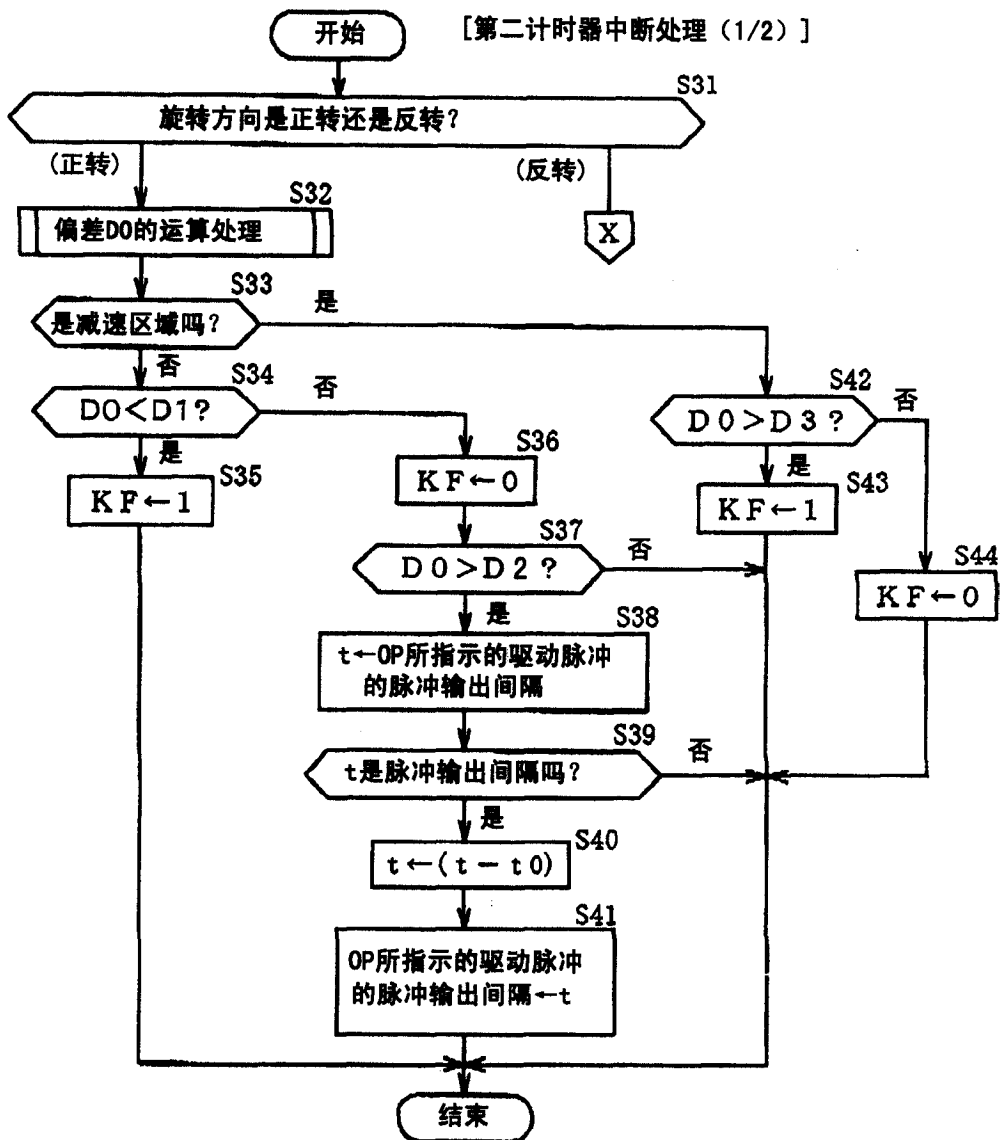 开始
[第二计时器中断处理（1/2）]
S31
旋转方向是正转还是反转？
(正转)
(反转)
S32
偏差D0的运算处理
X
S33
是减速区域吗？
是
否
S34
D0<D1?
否
S42
D0>D3?
否
是
S35
KF←1
S36
KF←0
是
S43
KF←1
S37
D0>D2?
否
S44
KF←0
是
S38
t←OP所指示的驱动脉冲
的脉冲输出间隔
S39
t是脉冲输出间隔吗？
否
是
S40
t←(t－t0)
S41
OP所指示的驱动脉冲
的脉冲输出间隔←t
结束